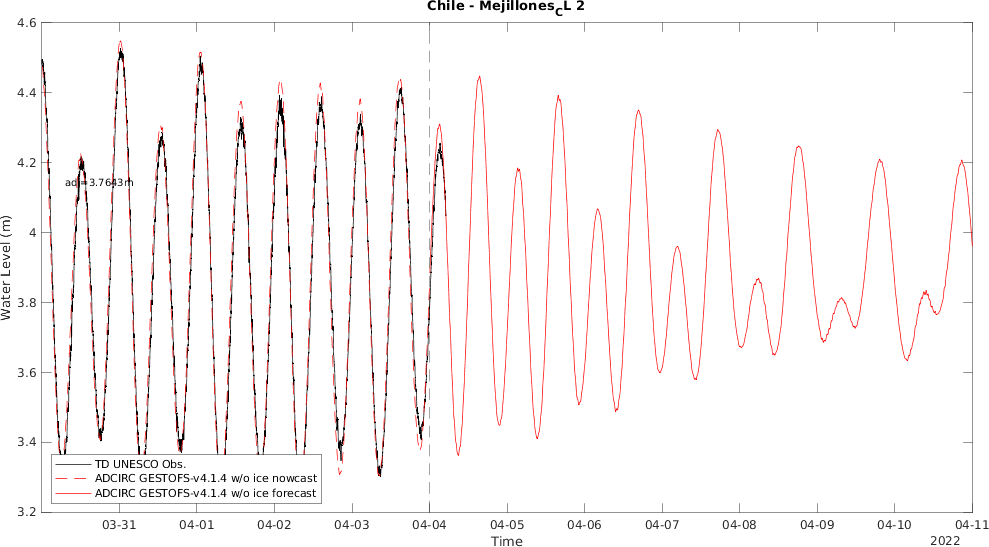 Chile - Mejillones_CL 2
4.6
4.4
4.2
4
3.8
3.6
3.4
3.2
Water Level (m)
adj=3.7643m
TD UNESCO Obs.
ADCIRC GESTOFS-v4.1.4 w/o ice nowcast
ADCIRC GESTOFS-v4.1.4 w/o ice forecast
03-31 04-01 04-02 04-03 04-04 04-05 04-06 04-07 04-08 04-09 04-10 04-11
Time
2022